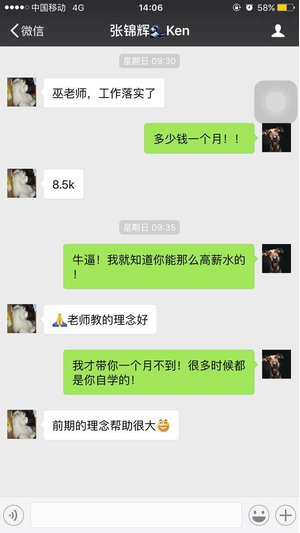 中国移动 4G 14:06 58%
微信 张锦辉🌊Ken
星期日 09:30
巫老师，工作落实了
多少钱一个月！！
8.5k
星期日 09:35
牛逼！我就知道你能那么高薪水的
！
🙏老师教的理念好
我才带你一个月不到！很多时候都
是你自学的！
前期的理念帮助很大😆